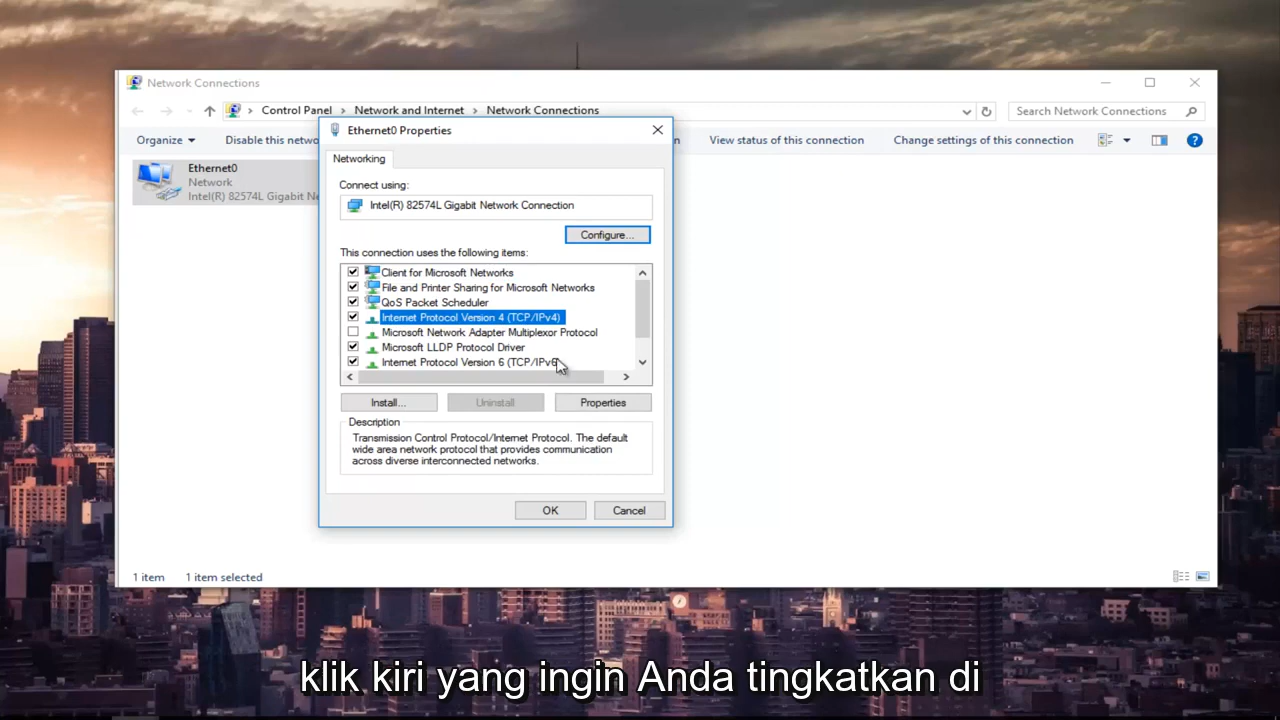 Network Connections
Control Panel > Network and Internet > Network Connections
Search Network Connections
Organize
Disable this netwo
View status of this connection
Change settings of this connection
Ethernet0
Network
Intel(R) 82574L Gigabit Ne
Ethernet0 Properties
Networking
Connect using:
Intel(R) 82574L Gigabit Network Connection
Configure...
This connection uses the following items:
Client for Microsoft Networks
File and Printer Sharing for Microsoft Networks
QoS Packet Scheduler
Internet Protocol Version 4 (TCP/IPv4)
Microsoft Network Adapter Multiplexor Protocol
Microsoft LLDP Protocol Driver
Internet Protocol Version 6 (TCP/IPv6
Install...
Uninstall
Properties
Description
Transmission Control Protocol/Internet Protocol. The default
wide area network protocol that provides communication
across diverse interconnected networks.
OK
Cancel
1 item
1 item selected
klik kiri yang ingin Anda tingkatkan di